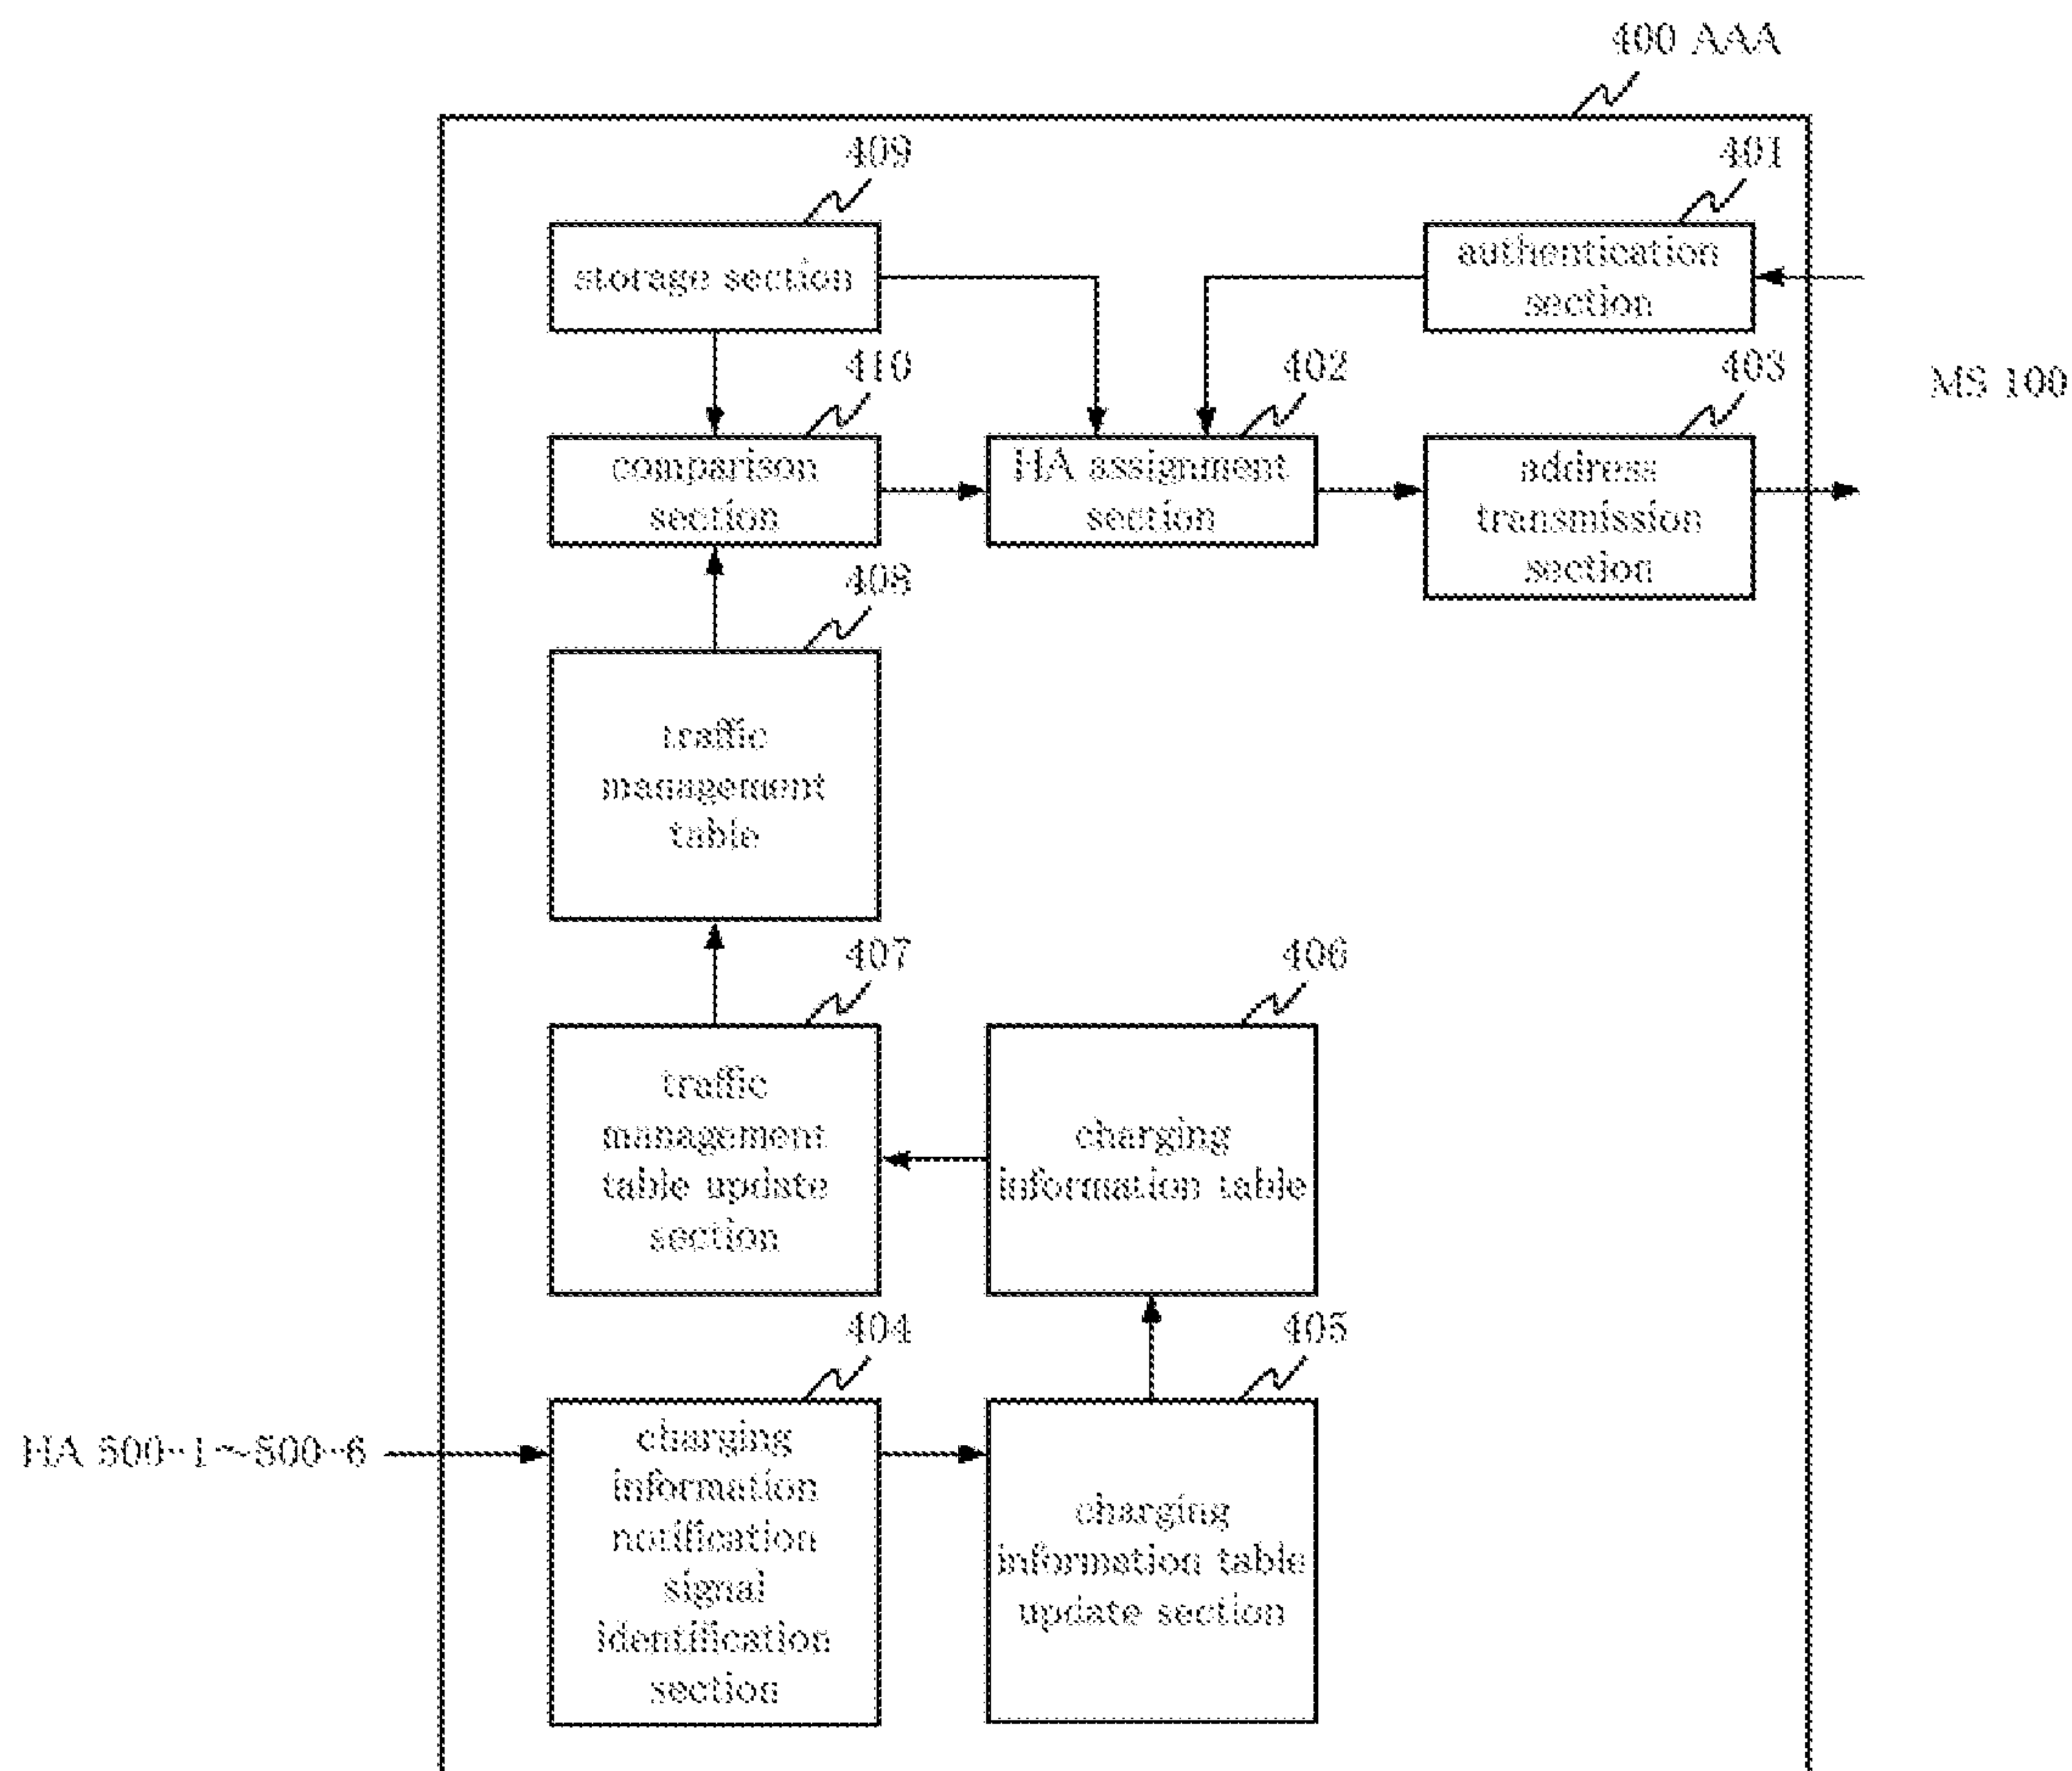 400 AAA
409
401
storage section
authentication
section
410
402
403
MS 100
comparison
section
HA assignment
section
address
transmission
section
408
traffic
management
table
407
406
traffic
management
table update
section
charging
information table
404
405
HA 500-1~500-6
charging
information
notification
signal
identification
section
charging
information table
update section